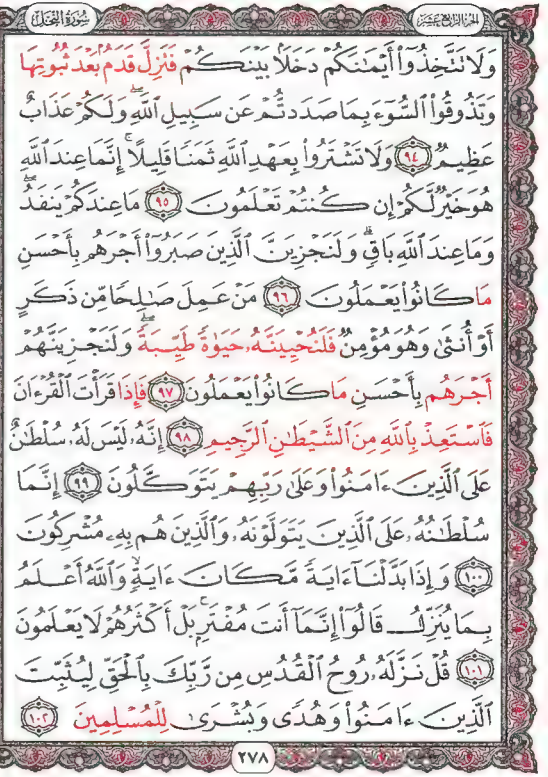 الجزء الرابع عشر
سورة النحل
وَلَا تَتَّخِذُوٓا۟ أَيْمَٰنَكُمْ دَخَلًۢا بَيْنَكُمْ فَتَزِلَّ قَدَمٌۢ بَعْدَ ثُبُوتِهَا
وَتَذُوقُوا۟ ٱلسُّوٓءَ بِمَا صَدَدتُّمْ عَن سَبِيلِ ٱللَّهِ ۖ وَلَكُمْ عَذَابٌ
عَظِيمٌ ٩٤ وَلَا تَشْتَرُوا۟ بِعَهْدِ ٱللَّهِ ثَمَنًا قَلِيلًا ۚ إِنَّمَا عِندَ ٱللَّهِ
هُوَ خَيْرٌ لَّكُمْ إِن كُنتُمْ تَعْلَمُونَ ٩٥ مَا عِندَكُمْ يَنفَدُ ۖ
وَمَا عِندَ ٱللَّهِ بَاقٍ ۗ وَلَنَجْزِيَنَّ ٱلَّذِينَ صَبَرُوٓا۟ أَجْرَهُم بِأَحْسَنِ
مَا كَانُوا۟ يَعْمَلُونَ ٩٦ مَنْ عَمِلَ صَٰلِحًا مِّن ذَكَرٍ
أَوْ أُنثَىٰ وَهُوَ مُؤْمِنٌ فَلَنُحْيِيَنَّهُۥ حَيَوٰةً طَيِّبَةً ۖ وَلَنَجْزِيَنَّهُمْ
أَجْرَهُم بِأَحْسَنِ مَا كَانُوا۟ يَعْمَلُونَ ٩٧ فَإِذَا قَرَأْتَ ٱلْقُرْءَانَ
فَٱسْتَعِذْ بِٱللَّهِ مِنَ ٱلشَّيْطَٰنِ ٱلرَّجِيمِ ٩٨ إِنَّهُۥ لَيْسَ لَهُۥ سُلْطَٰنٌ
عَلَى ٱلَّذِينَ ءَامَنُوا۟ وَعَلَىٰ رَبِّهِمْ يَتَوَكَّلُونَ ٩٩ إِنَّمَا
سُلْطَٰنُهُۥ عَلَى ٱلَّذِينَ يَتَوَلَّوْنَهُۥ وَٱلَّذِينَ هُم بِهِۦ مُشْرِكُونَ
١٠٠ وَإِذَا بَدَّلْنَآ ءَايَةً مَّكَانَ ءَايَةٍ ۙ وَٱللَّهُ أَعْلَمُ
بِمَا يُنَزِّلُ قَالُوٓا۟ إِنَّمَآ أَنتَ مُفْتَرٍۭ ۚ بَلْ أَكْثَرُهُمْ لَا يَعْلَمُونَ
١٠١ قُلْ نَزَّلَهُۥ رُوحُ ٱلْقُدُسِ مِن رَّبِّكَ بِٱلْحَقِّ لِيُثَبِّتَ
ٱلَّذِينَ ءَامَنُوا۟ وَهُدًى وَبُشْرَىٰ لِلْمُسْلِمِينَ ١٠٢
٢٧٨